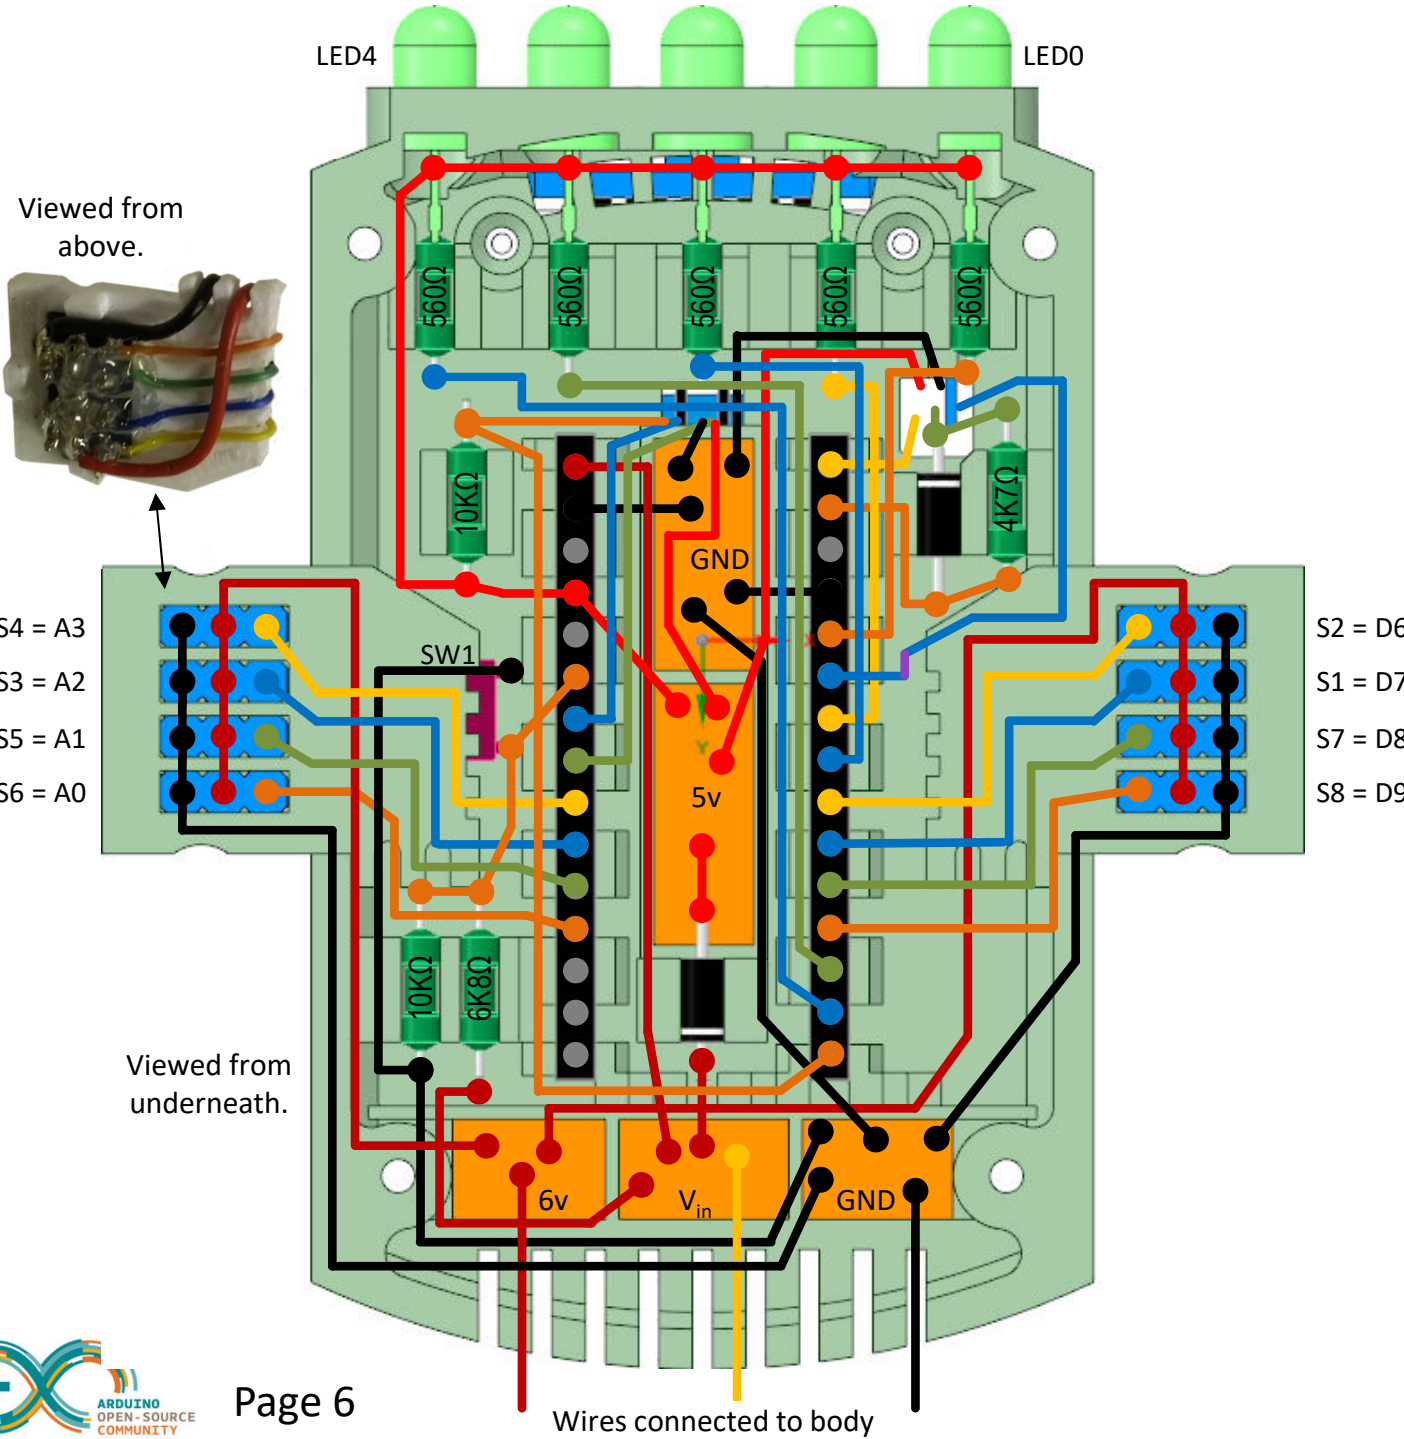 LED4
LED0
Viewed from
above.
560Ω
560Ω
560Ω
560Ω
560Ω
10KΩ
4K7Ω
GND
S4 = A3
S3 = A2
S5 = A1
S6 = A0
SW1
X
Y
5v
S2 = D6
S1 = D7
S7 = D8
S8 = D9
10KΩ
6K8Ω
Viewed from
underneath.
6v
Vin
GND
ARDUINO
OPEN-SOURCE
COMMUNITY
Page 6
Wires connected to body